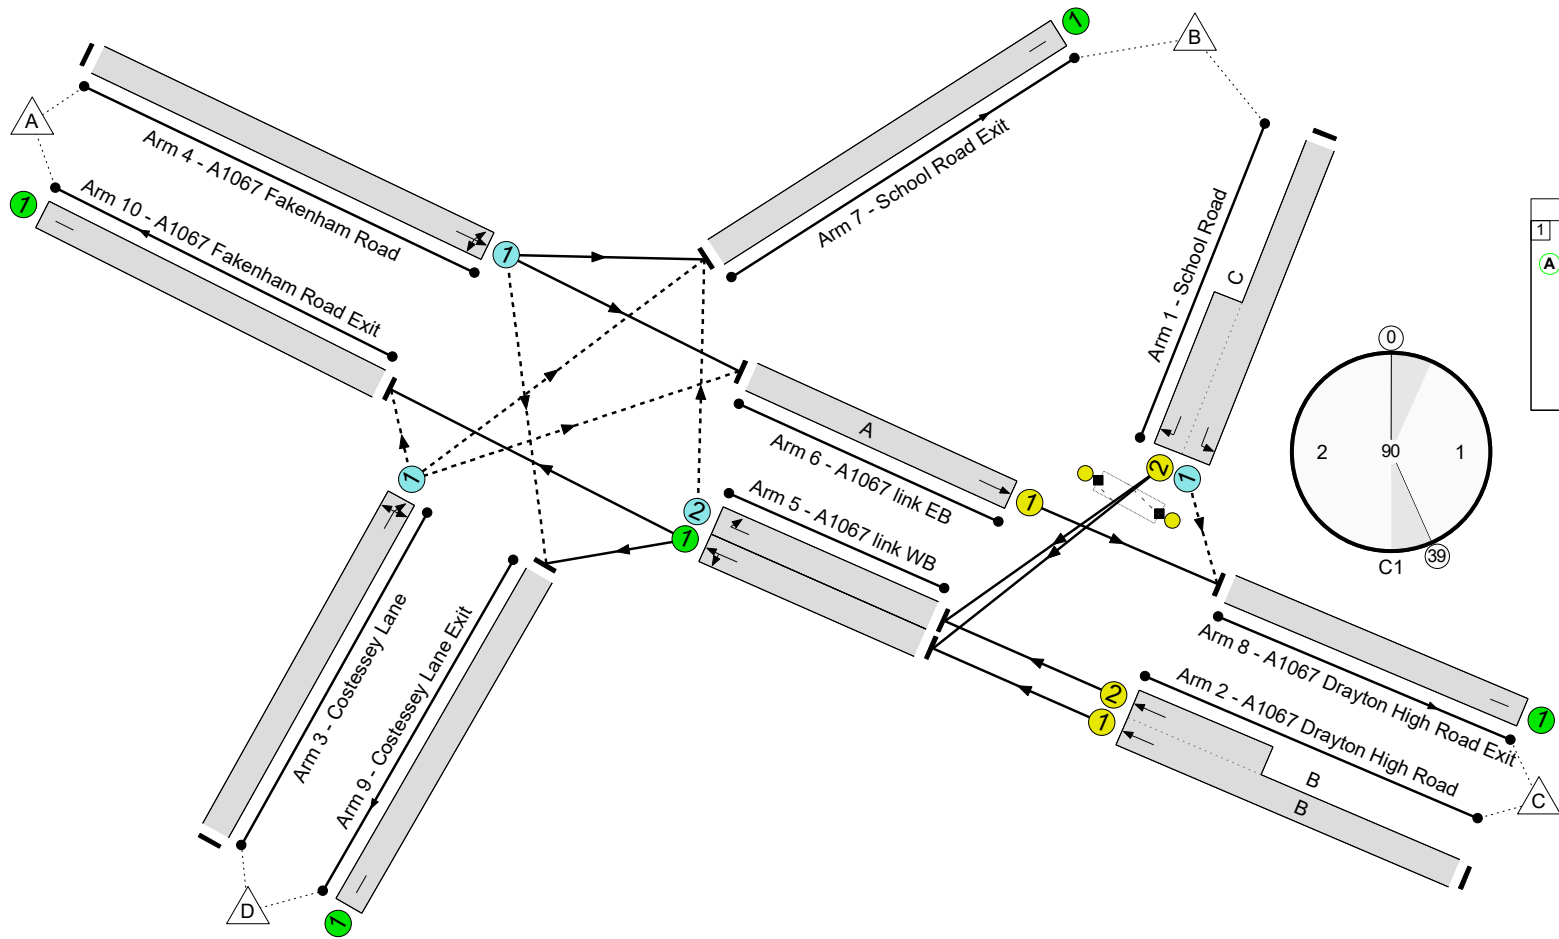 1
B
A
Arm 4 - A1067 Fakenham Road
Arm 7 - School Road Exit
1
Arm 10 - A1067 Fakenham Road Exit
1
Arm 1 - School Road
C
1
A
0
2
90
1
39
C1
A
Arm 6 - A1067 link EB
1
2
1
Arm 5 - A1067 link WB
1
2
1
Arm 8 - A1067 Drayton High Road Exit
1
Arm 2 - A1067 Drayton High Road
2
1
B
B
C
Arm 3 - Costessey Lane
Arm 9 - Costessey Lane Exit
D
1